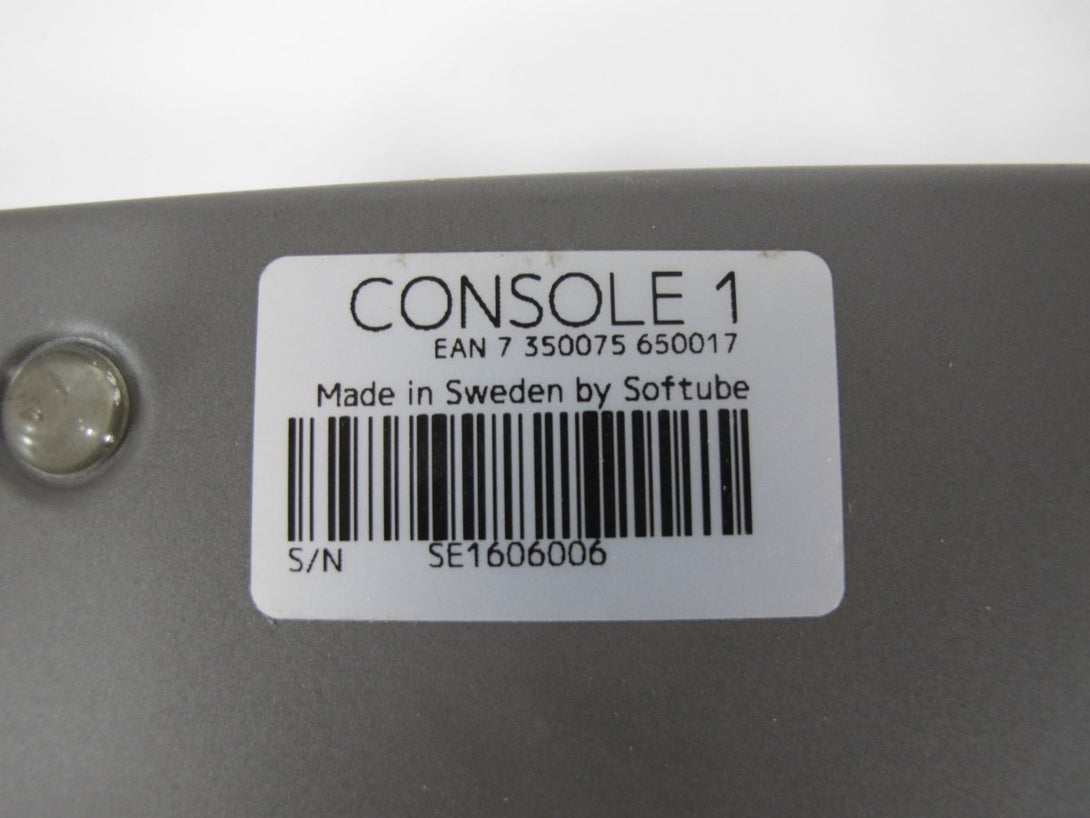 CONSOLE 1
EAN 7 350075 650017
Made in Sweden by Softube
S/N SE1606006